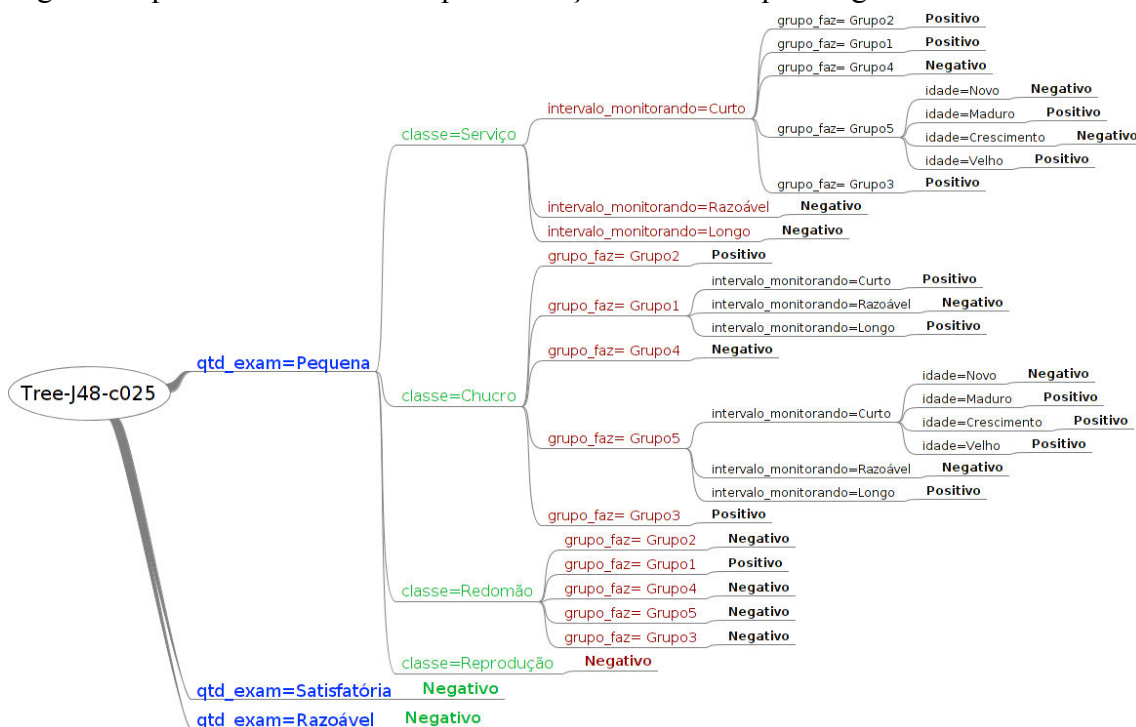 grupo_faz= Grupo2 Positivo
grupo_faz= Grupo1 Positivo
grupo_faz= Grupo4 Negativo
idade=Novo Negativo
intervalo_monitorando=Curto
idade=Maduro Positivo
classe=Serviço
grupo_faz= Grupo5
idade=Crescimento Negativo
idade=Velho Positivo
grupo_faz= Grupo3 Positivo
intervalo_monitorando=Razoável Negativo
intervalo_monitorando=Longo Negativo
grupo_faz= Grupo2 Positivo
intervalo_monitorando=Curto Positivo
grupo_faz= Grupo1
intervalo_monitorando=Razoável Negativo
intervalo_monitorando=Longo Positivo
grupo_faz= Grupo4 Negativo
qtd_exam=Pequena
Tree-J48-c025
classe=Chucro
idade=Novo Negativo
idade=Maduro Positivo
intervalo_monitorando=Curto
idade=Crescimento Positivo
grupo_faz= Grupo5
idade=Velho Positivo
intervalo_monitorando=Razoável Negativo
intervalo_monitorando=Longo Positivo
grupo_faz= Grupo3 Positivo
grupo_faz= Grupo2 Negativo
grupo_faz= Grupo1 Positivo
classe=Redomão
grupo_faz= Grupo4 Negativo
grupo_faz= Grupo5 Negativo
grupo_faz= Grupo3 Negativo
classe=Reprodução Negativo
qtd_exam=Satisfatória Negativo
qtd_exam=Razoável Negativo